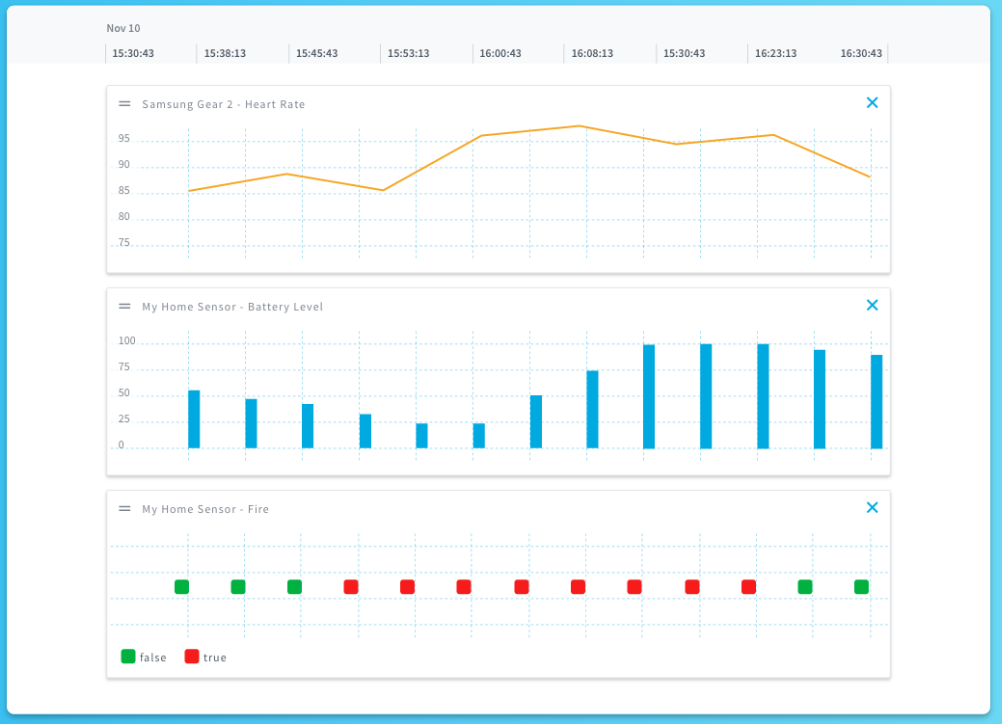 Nov 10
15:30:43 15:38:13 15:45:43 15:53:13 16:00:43 16:08:13 15:30:43 16:23:13 16:30:43
Samsung Gear 2 - Heart Rate
95
90
85
80
75
My Home Sensor - Battery Level
100
75
50
25
0
My Home Sensor - Fire
false true